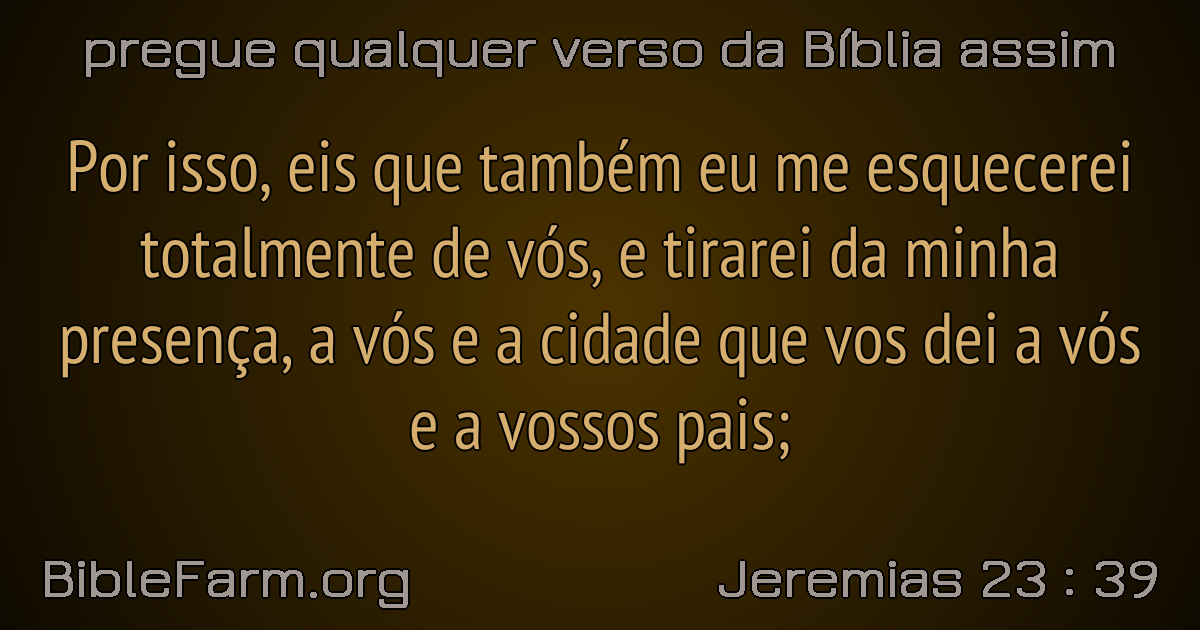 pregue qualquer verso da Bíblia assim
Por isso, eis que também eu me esquecerei
totalmente de vós, e tirarei da minha
presença, a vós e a cidade que vos dei a vós
e a vossos pais;
BibleFarm.org
Jeremias 23 : 39